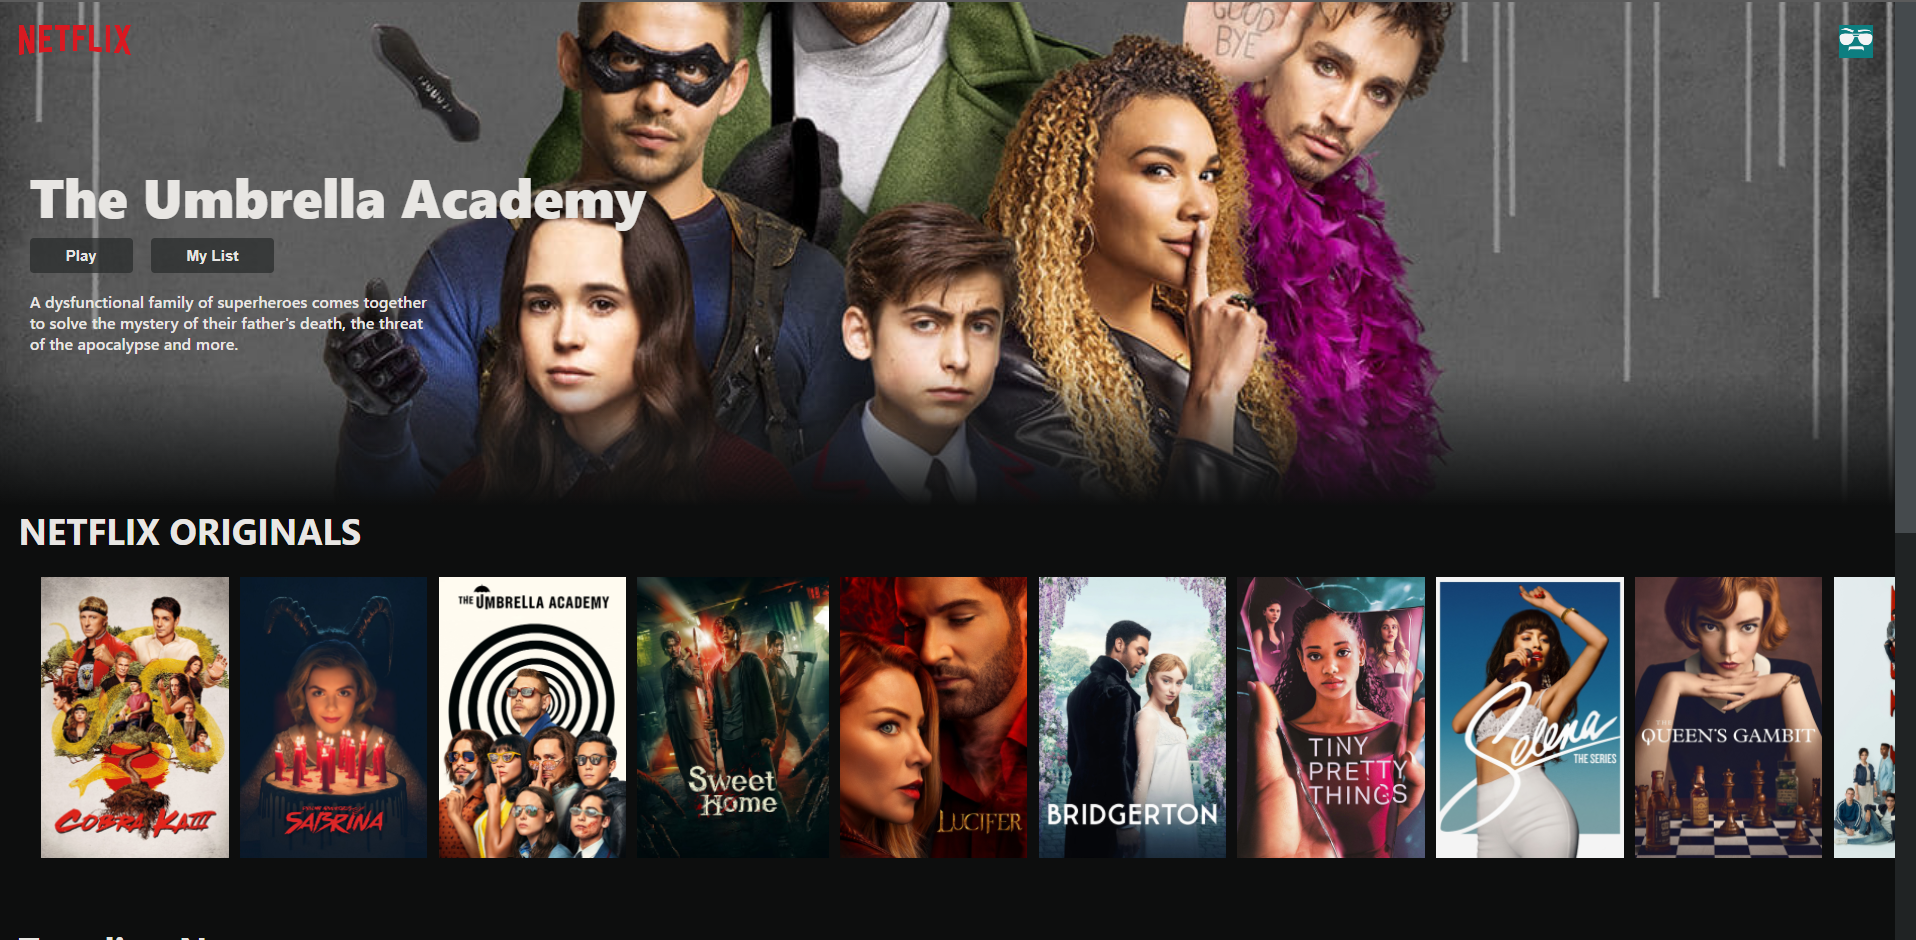 NETFLIX
GOOD
BYE
The Umbrella Academy
Play
My List
A dysfunctional family of superheroes comes together
to solve the mystery of their father's death, the threat
of the apocalypse and more.
NETFLIX ORIGINALS
COBRA KAI
SABRINA
THE UMBRELLA ACADEMY
Sweet
Home
LUCIFER
BRIDGERTON
TINY
PRETTY
THINGS
Selena
THE SERIES
THE
QUEEN'S GAMBIT